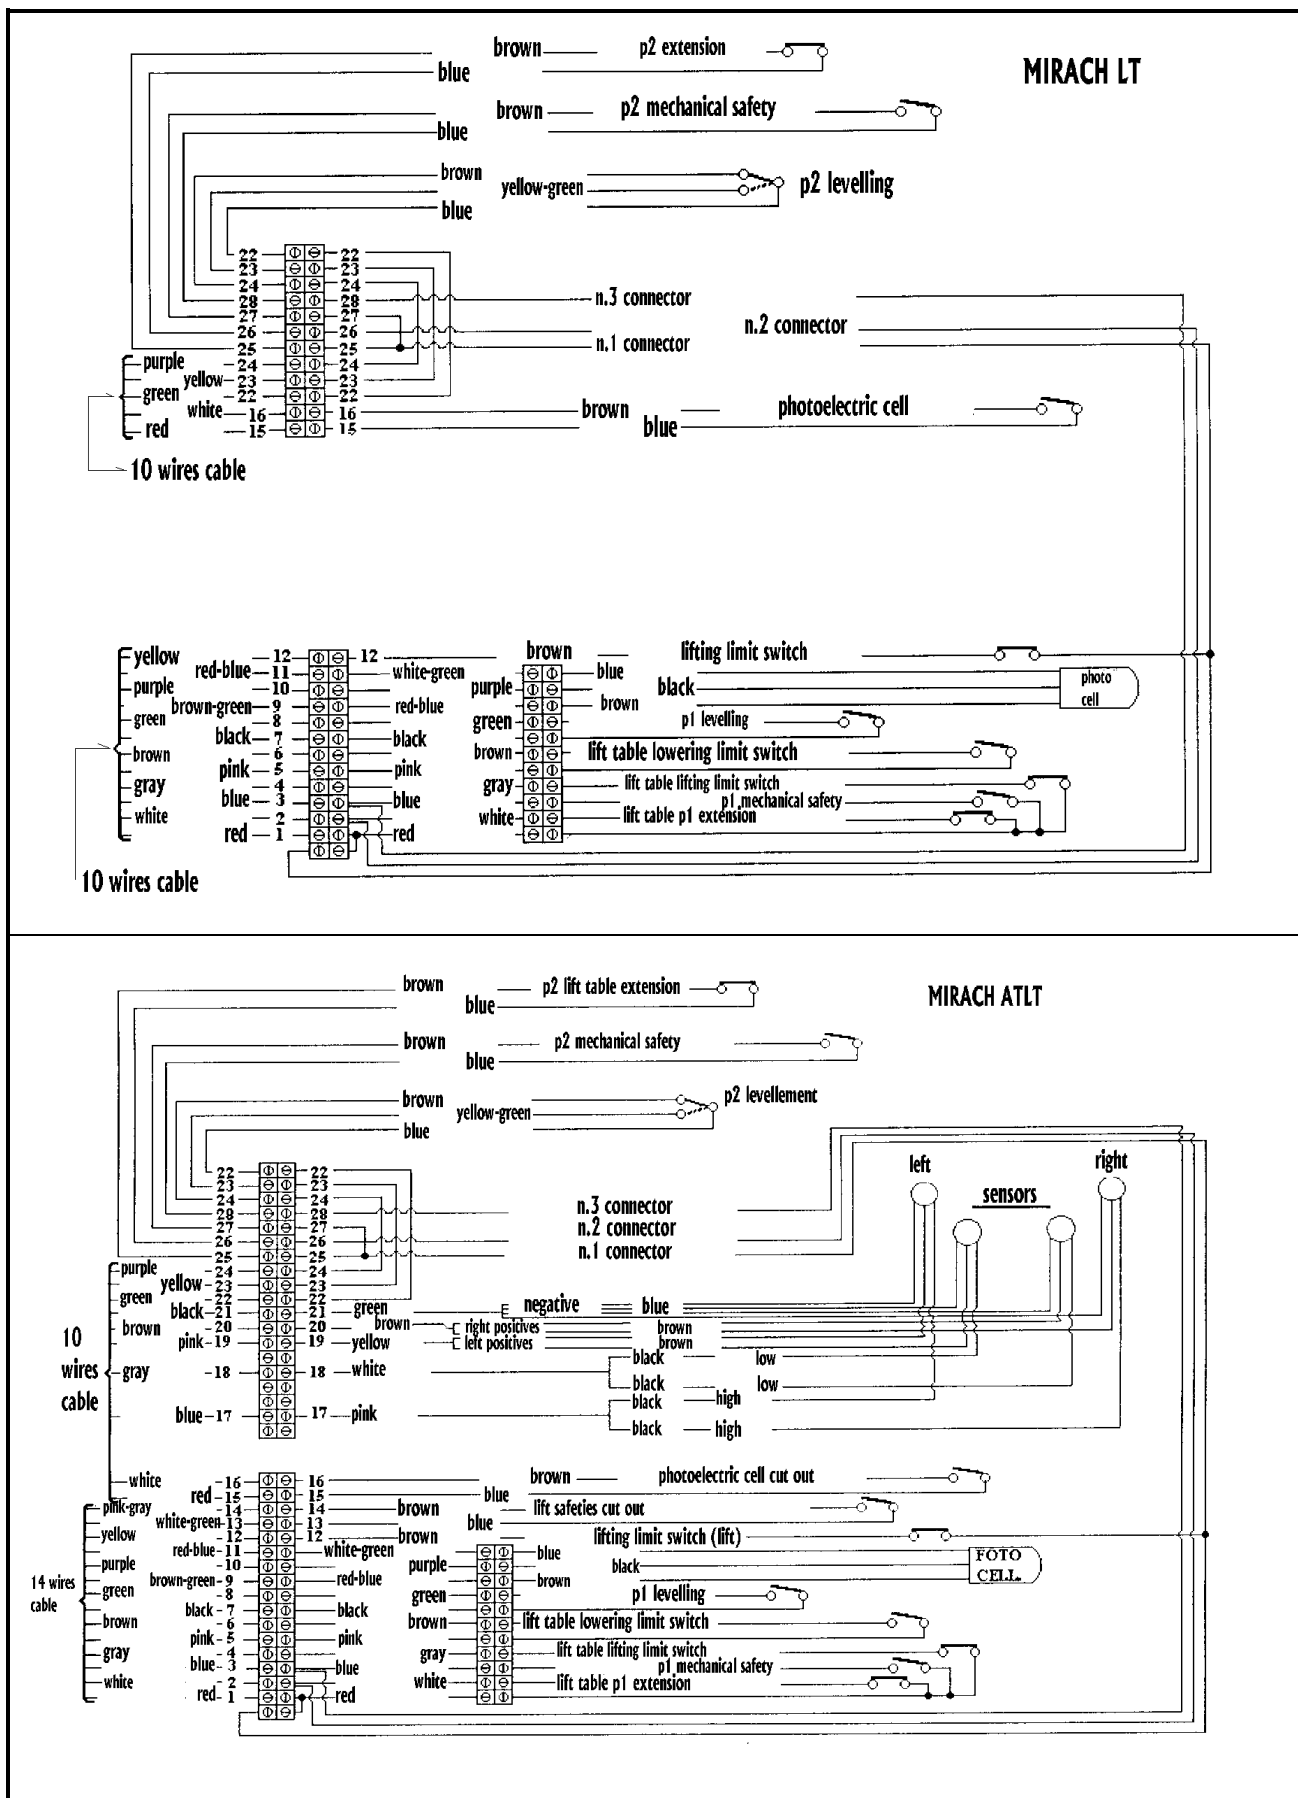 brown p2 extension
blue
MIRACH LT
brown p2 mechanical safety
blue
brown
yellow-green p2 levelling
blue
22 22
23 23
24 24
28 28 n.3 connector
27 27 n.2 connector
26 26
25 25 n.1 connector
purple 24 24
yellow 23 23
green 22 22
white 16 16 brown photoelectric cell
red 15 15 blue
10 wires cable
yellow 12 12 brown lifting limit switch
red-blue 11 white-green blue photo
purple 10 purple black cell
brown-green 9 red-blue brown
green 8 green p1 levelling
black 7 black
brown 6 brown lift table lowering limit switch
pink 5 pink
gray 4 gray lift table lifting limit switch
blue 3 blue p1 mechanical safety
white 2 white lift table p1 extension
red 1 red
10 wires cable
brown p2 lift table extension
blue
MIRACH ATLT
brown p2 mechanical safety
blue
brown p2 levellement
yellow-green
blue
left right
sensors
22 22
23 23
24 24
28 28 n.3 connector
27 27 n.2 connector
26 26
25 25 n.1 connector
purple 24 24
yellow 23 23
green 22 22
black 21 21 green negative blue
brown 20 20 brown right positives brown
pink 19 19 yellow left positives brown
black low
gray 18 18 white
black low
black high
blue 17 17 pink
black high
10
wires
cable
white 16 16 brown photoelectric cell cut out
red 15 15 blue
pink-gray 14 14 brown lift safeties cut out
white-green 13 13 blue
yellow 12 12 brown lifting limit switch (lift)
red-blue 11 white-green blue FOTO
purple 10 purple black CELL.
brown-green 9 red-blue brown
green 8 green p1 levelling
black 7 black
brown 6 brown lift table lowering limit switch
pink 5 pink
gray 4 gray lift table lifting limit switch
blue 3 blue p1 mechanical safety
white 2 white lift table p1 extension
red 1 red
14 wires
cable